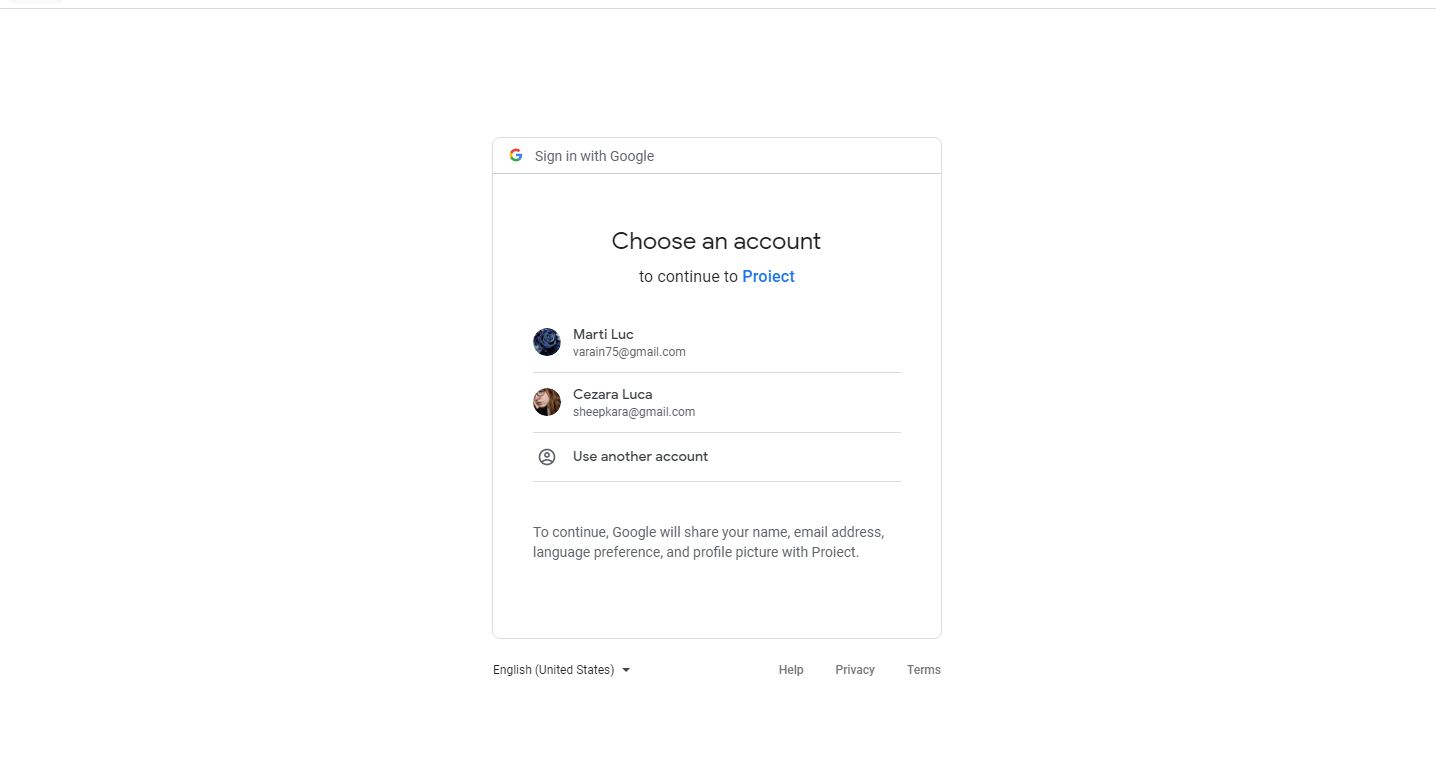 Sign in with Google
Choose an account
to continue to Proiect
Marti Luc
varain75@gmail.com
Cezara Luca
sheepkara@gmail.com
Use another account
To continue, Google will share your name, email address,
language preference, and profile picture with Proiect.
English (United States)
Help Privacy Terms